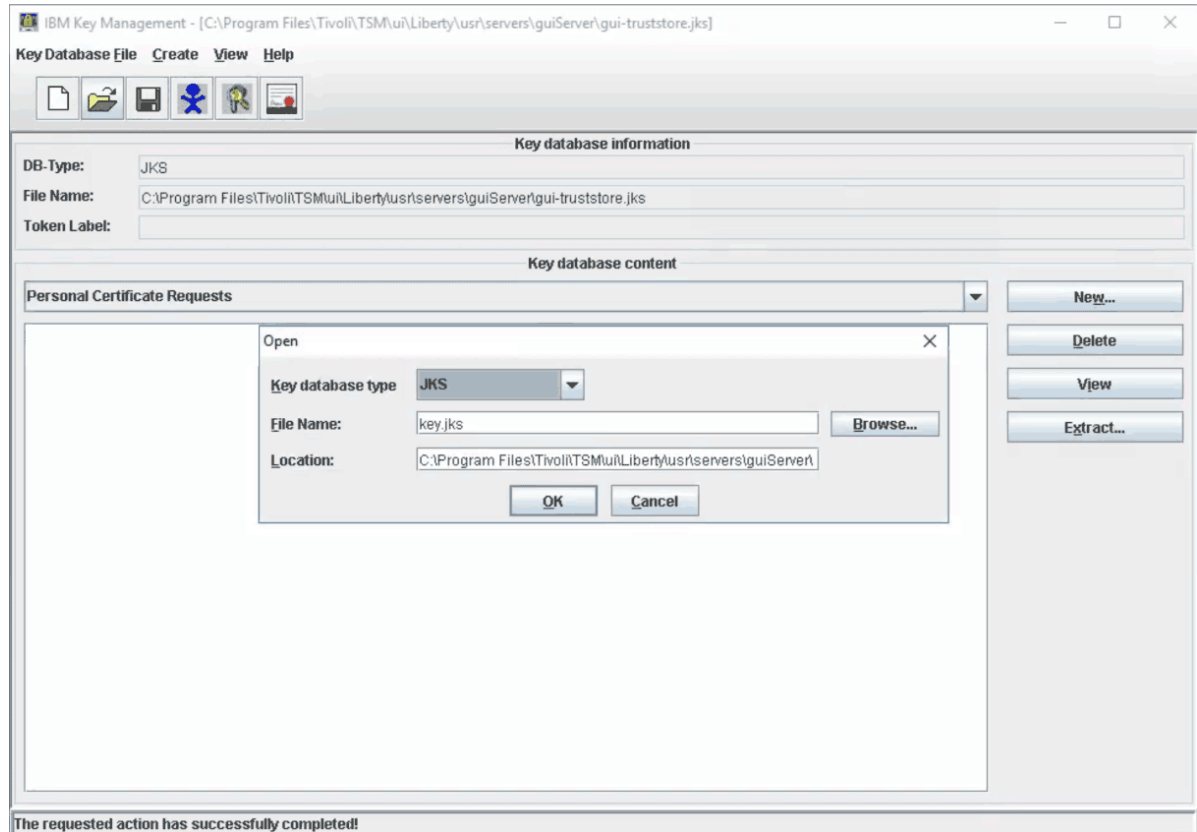 IBM Key Management - [C:\Program Files\Tivoli\TSM\ui\Liberty\usr\servers\guiServer\gui-truststore.jks]
Key Database File Create View Help
Key database information
DB-Type: JKS
File Name: C:\Program Files\Tivoli\TSM\ui\Liberty\usr\servers\guiServer\gui-truststore.jks
Token Label:
Key database content
Personal Certificate Requests
New...
Delete
View
Extract...
Open
Key database type JKS
File Name: key.jks Browse...
Location: C:\Program Files\Tivoli\TSM\ui\Liberty\usr\servers\guiServer\
OK Cancel
The requested action has successfully completed!